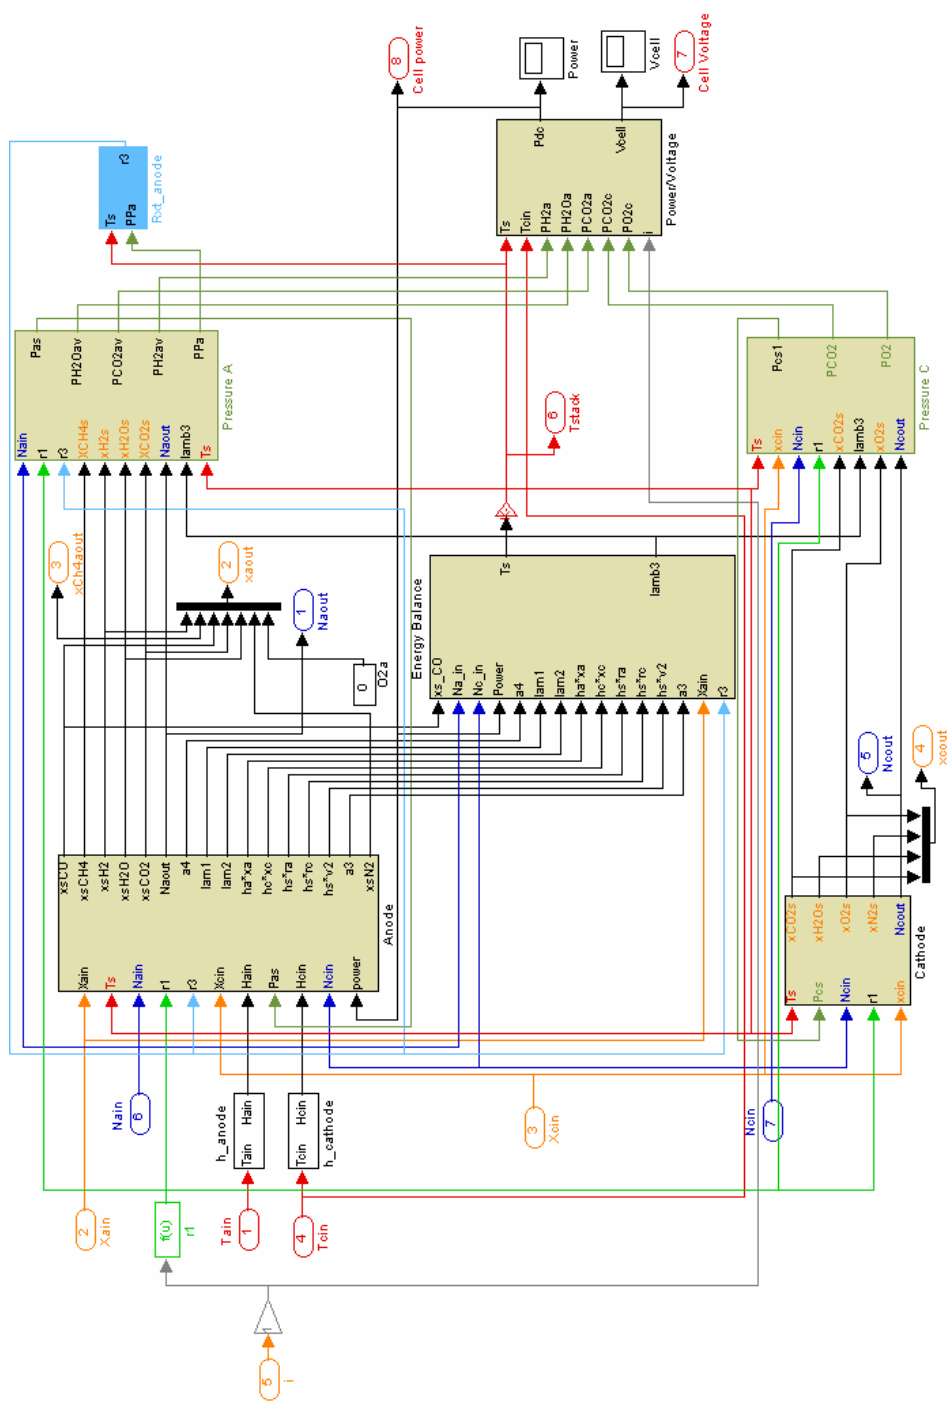 8
Cell power
Power
Vcell
7
Cell Voltage
Ts
PPa
r3
Rxt_anode
Pdc
Vcell
Ts
Tcin
PH2a
PH2Oa
PCO2a
PCO2c
PO2c
i
Power/Voltage
Pas
PH2Oav
PCO2av
PH2av
PPa
Nain
r1
r3
XCH4s
xH2s
xH2Os
XCO2s
Naout
lamb3
Ts
Pressure A
6
Tstack
Pcs1
PCO2
PO2
Ts
xcin
Ncin
r1
xCO2s
lamb3
xO2s
Ncout
Pressure C
3
xCh4aout
2
xaout
1
Naout
0
O2a
Energy Balance
Ts
lamb3
xs_CO
Na_in
Nc_in
Power
a4
lam1
lam2
ha*xa
hc*xc
hs*ra
hs*rc
hs*v2
a3
Xain
r3
xsCO
xsCH4
xsH2
xsH2O
xsCO2
Naout
a4
lam1
lam2
ha*xa
hc*xc
hs*ra
hs*rc
hs*v2
a3
xsN2
Xain
Ts
Nain
r1
r3
Xcin
Hain
Pas
Hcin
Ncin
power
Anode
5
Ncout
4
xcout
xCO2s
xH2Os
xO2s
xN2s
Ncout
Ts
Pcs
Ncin
r1
xcin
Cathode
Nain
6
h_anode
Tain
Hain
Tcin
Hcin
h_cathode
3
Xcin
Ncin
7
2
Xain
f(u)
r1
Tain
1
4
Tcin
1
5
i